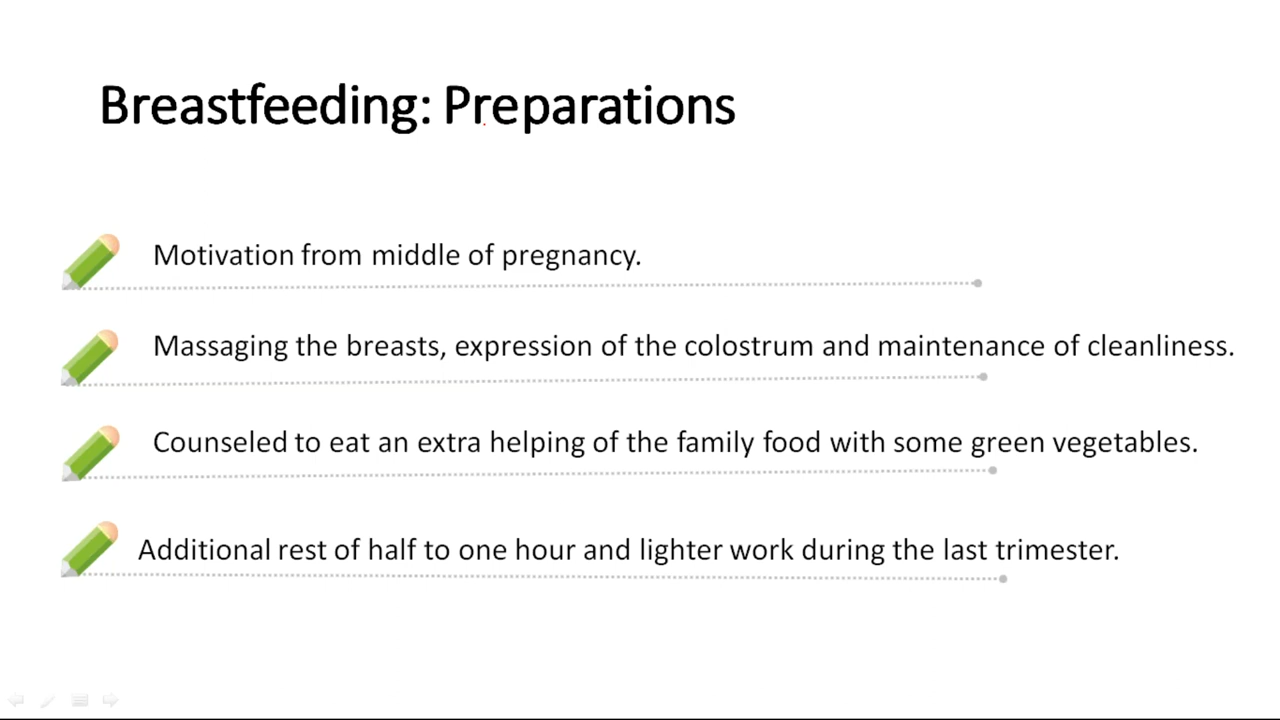 Breastfeeding: Preparations
Motivation from middle of pregnancy.
Massaging the breasts, expression of the colostrum and maintenance of cleanliness.
Counseled to eat an extra helping of the family food with some green vegetables.
Additional rest of half to one hour and lighter work during the last trimester.